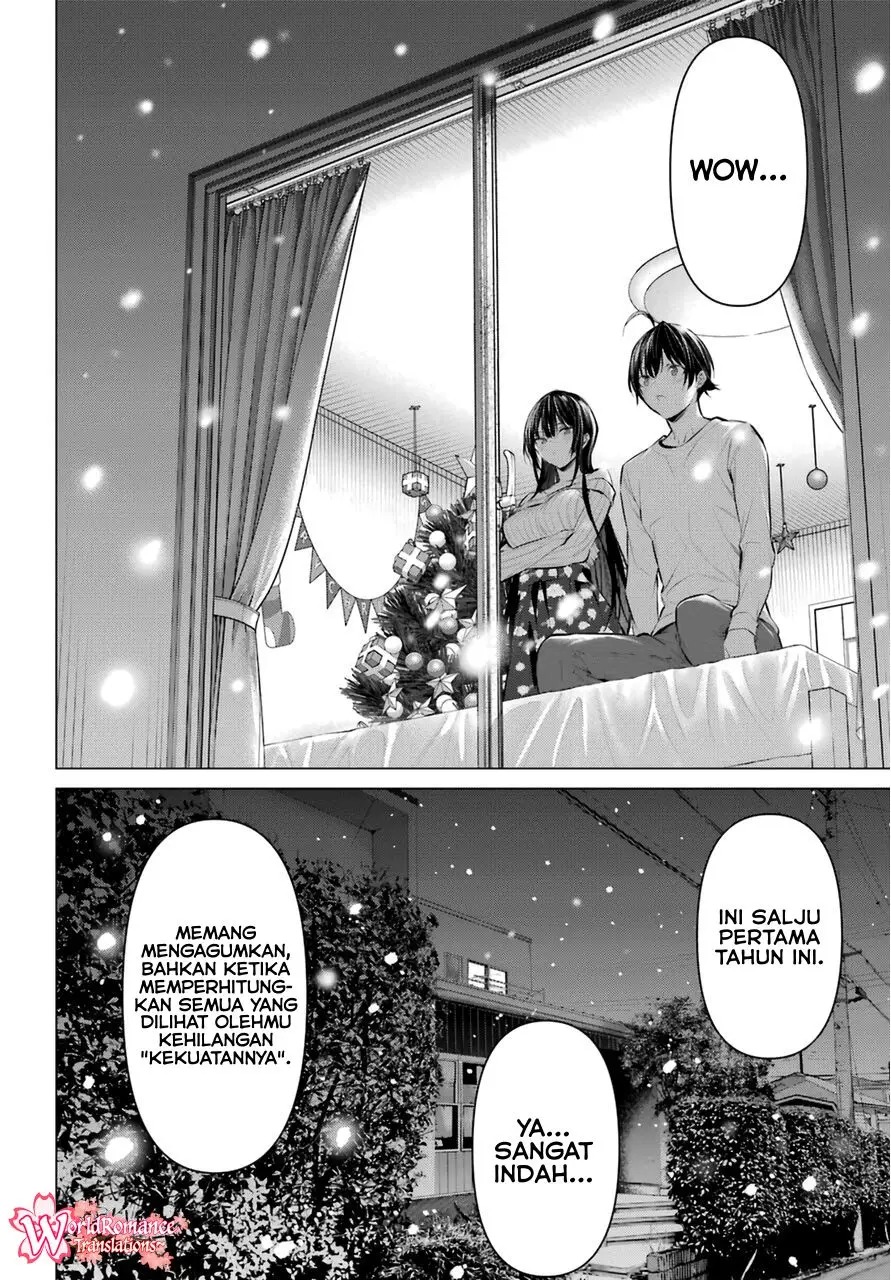 WOW...
INI SALJU
PERTAMA
TAHUN INI.
YA...
SANGAT
INDAH...
MEMANG
MENGAGUMKAN,
BAHKAN KETIKA
MEMPERHITUNG-
KAN SEMUA YANG
DILIHAT OLEHMU
KEHILANGAN
"KEKUATANNYA".
WorldRomance
Translations